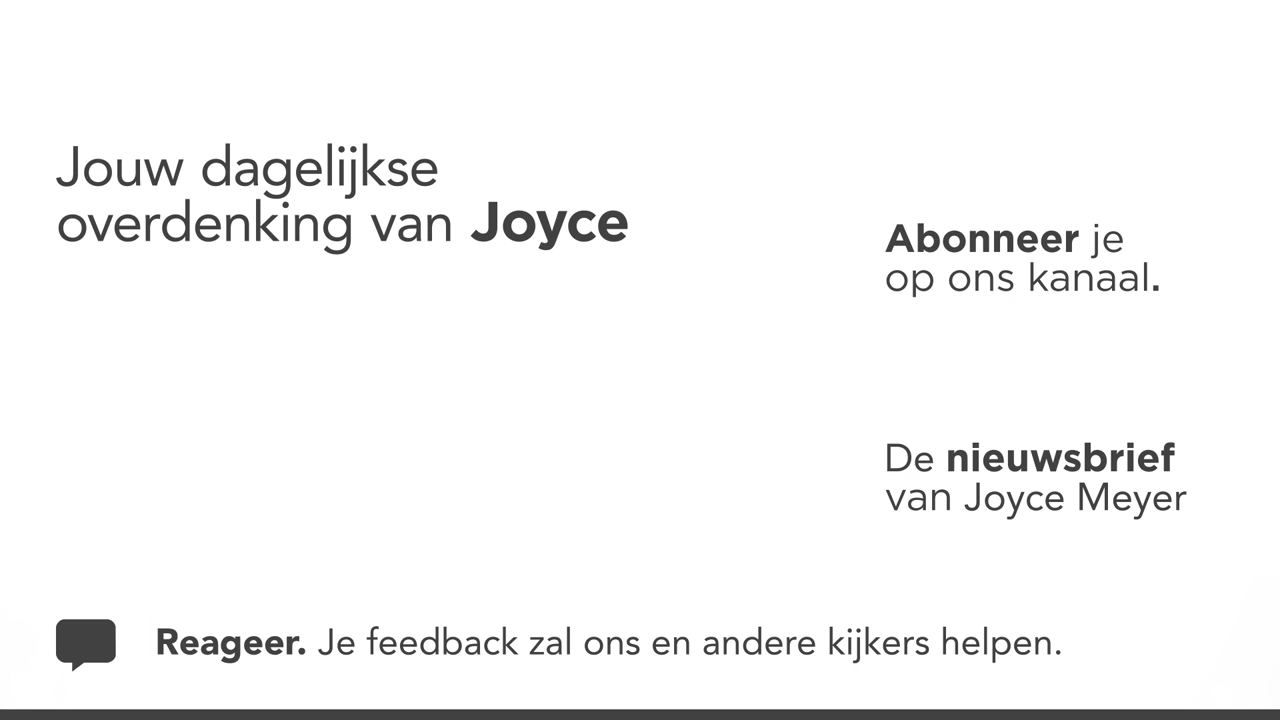 Jouw dagelijkse
overdenking van Joyce
Abonneer je
op ons kanaal.
De nieuwsbrief
van Joyce Meyer
Reageer. Je feedback zal ons en andere kijkers helpen.